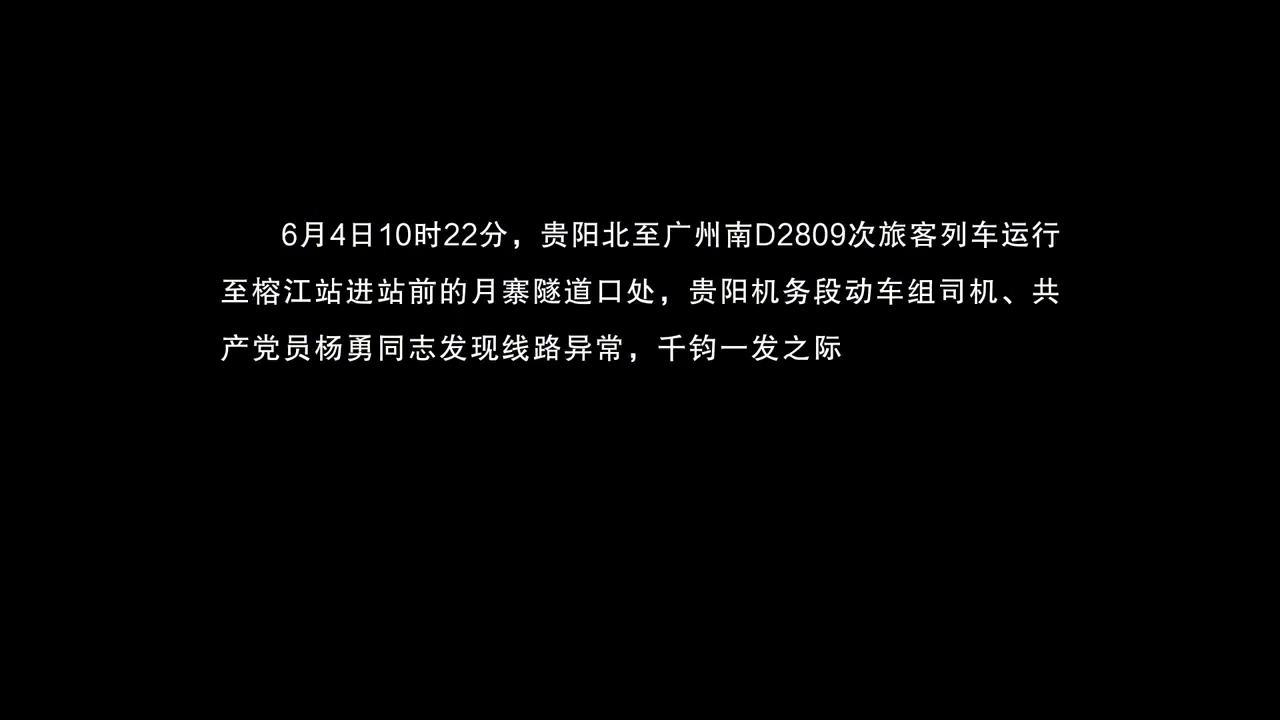 6月4日10时22分，贵阳北至广州南D2809次旅客列车运行
至榕江站进站前的月寨隧道口处，贵阳机务段动车组司机、共
产党员杨勇同志发现线路异常，千钧一发之际